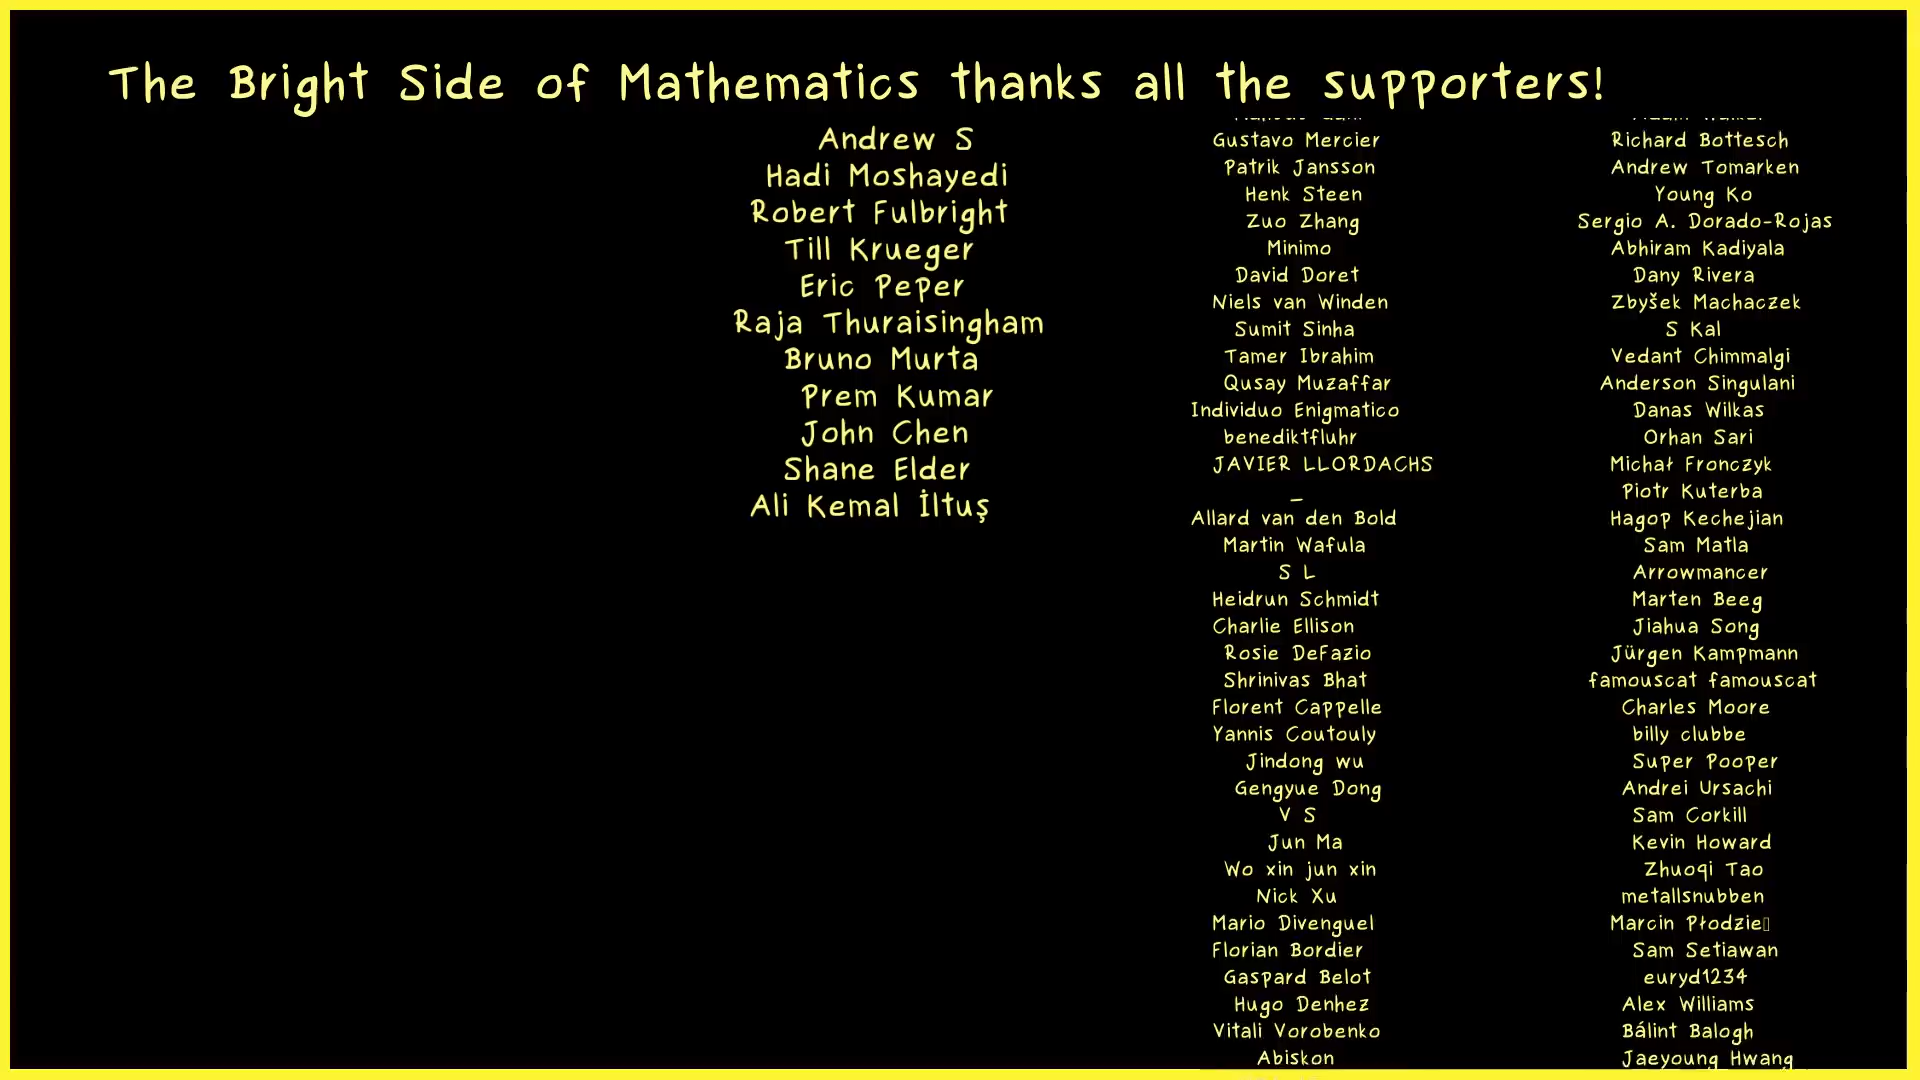 The Bright Side of Mathematics thanks all the supporters!
Andrew S
Hadi Moshayedi
Robert Fulbright
Till Krueger
Eric Peper
Raja Thuraisingham
Bruno Murta
Prem Kumar
John Chen
Shane Elder
Ali Kemal İltuş
Gustavo Mercier
Patrik Jansson
Henk Steen
Zuo Zhang
Minimo
David Doret
Niels van Winden
Sumit Sinha
Tamer Ibrahim
Qusay Muzaffar
Individuo Enigmatico
benediktfluhr
JAVIER LLORDACHS
_
Allard van den Bold
Martin Wafula
S L
Heidrun Schmidt
Charlie Ellison
Rosie DeFazio
Shrinivas Bhat
Florent Cappelle
Yannis Coutouly
Jindong wu
Gengyue Dong
V S
Jun Ma
Wo xin jun xin
Nick Xu
Mario Divenguel
Florian Bordier
Gaspard Belot
Hugo Denhez
Vitali Vorobenko
Abiskon
Richard Bottesch
Andrew Tomarken
Young Ko
Sergio A. Dorado-Rojas
Abhiram Kadiyala
Dany Rivera
Zbyšek Machaczek
S Kal
Vedant Chimmalgi
Anderson Singulani
Danas Wilkas
Orhan Sari
Michał Fronczyk
Piotr Kuterba
Hagop Kechejian
Sam Matla
Arrowmancer
Marten Beeg
Jiahua Song
Jürgen Kampmann
famouscat famouscat
Charles Moore
billy clubbe
Super Pooper
Andrei Ursachi
Sam Corkill
Kevin Howard
Zhuoqi Tao
metallsnubben
Marcin Płodzie▯
Sam Setiawan
euryd1234
Alex Williams
Bálint Balogh
Jaeyoung Hwang